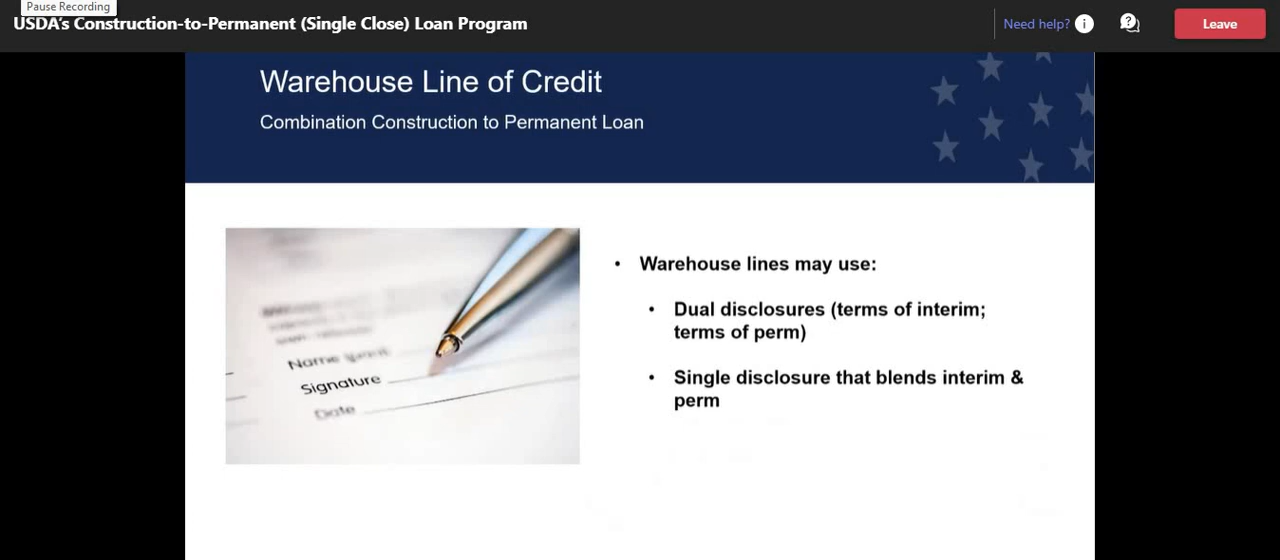 Pause Recording
USDA's Construction-to-Permanent (Single Close) Loan Program
Need help?
Leave
Warehouse Line of Credit
Combination Construction to Permanent Loan
Name (print)
Signature
Date
• Warehouse lines may use:
• Dual disclosures (terms of interim;
terms of perm)
• Single disclosure that blends interim &
perm